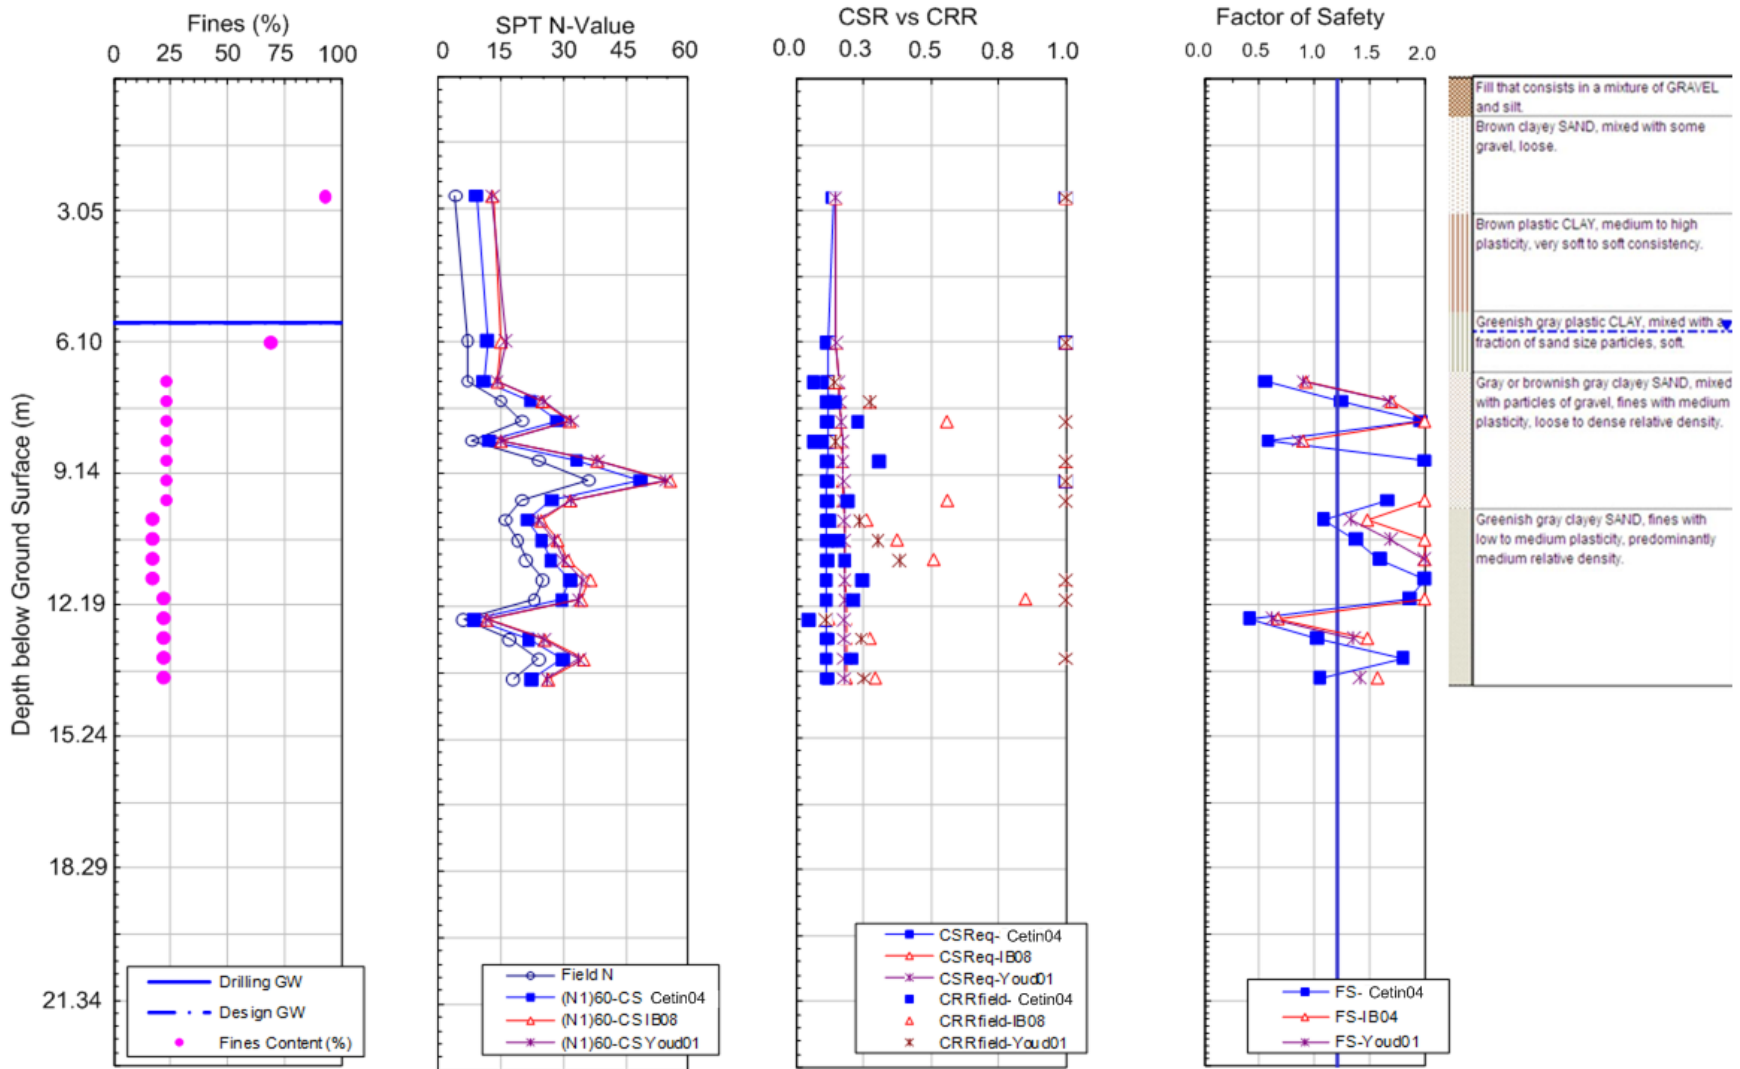 Fines (%)
0 25 50 75 100
SPT N-Value
0 15 30 45 60
CSR vs CRR
0.0 0.3 0.5 0.8 1.0
Factor of Safety
0.0 0.5 1.0 1.5 2.0
Depth below Ground Surface (m)
3.05
6.10
9.14
12.19
15.24
18.29
21.34
Fill that consists in a mixture of GRAVEL
and silt.
Brown clayey SAND, mixed with some
gravel, loose.
Brown plastic CLAY, medium to high
plasticity, very soft to soft consistency.
Greenish gray plastic CLAY, mixed with a
fraction of sand size particles, soft.
Gray or brownish gray clayey SAND, mixed
with particles of gravel, fines with medium
plasticity, loose to dense relative density.
Greenish gray clayey SAND, fines with
low to medium plasticity, predominantly
medium relative density.
Drilling GW
Design GW
Fines Content (%)
Field N
(N1)60-CS Cetin04
(N1)60-CS IB08
(N1)60-CS Youd01
CSReq- Cetin04
CSReq-IB08
CSReq-Youd01
CRRfield- Cetin04
CRRfield-IB08
CRRfield-Youd01
FS- Cetin04
FS-IB04
FS-Youd01